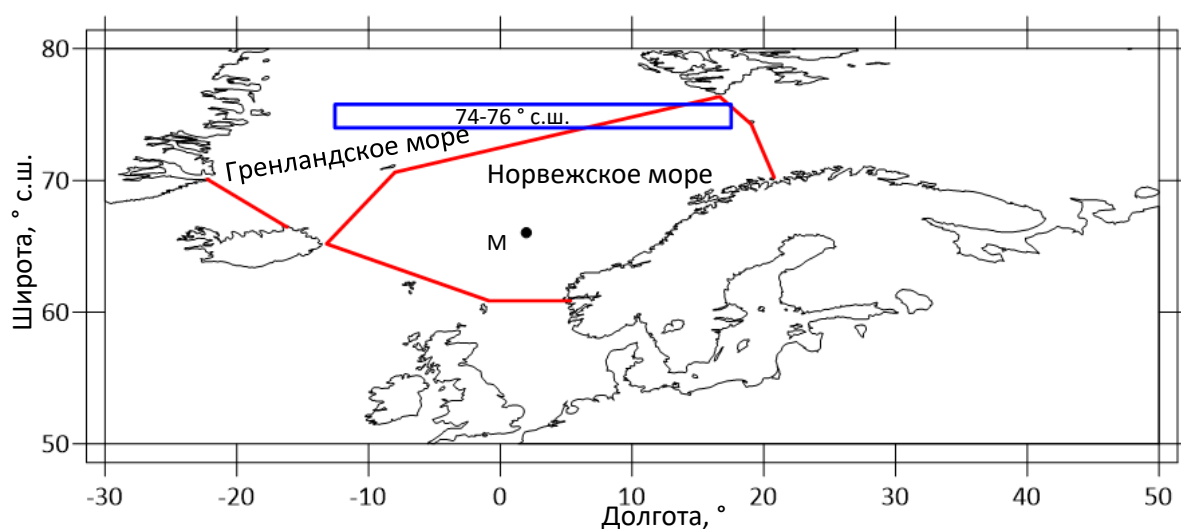 80
74-76 ° с.ш.
Гренландское море
70
Норвежское море
М
60
50
Широта, ° с.ш.
-30 -20 -10 0 10 20 30 40 50
Долгота, °